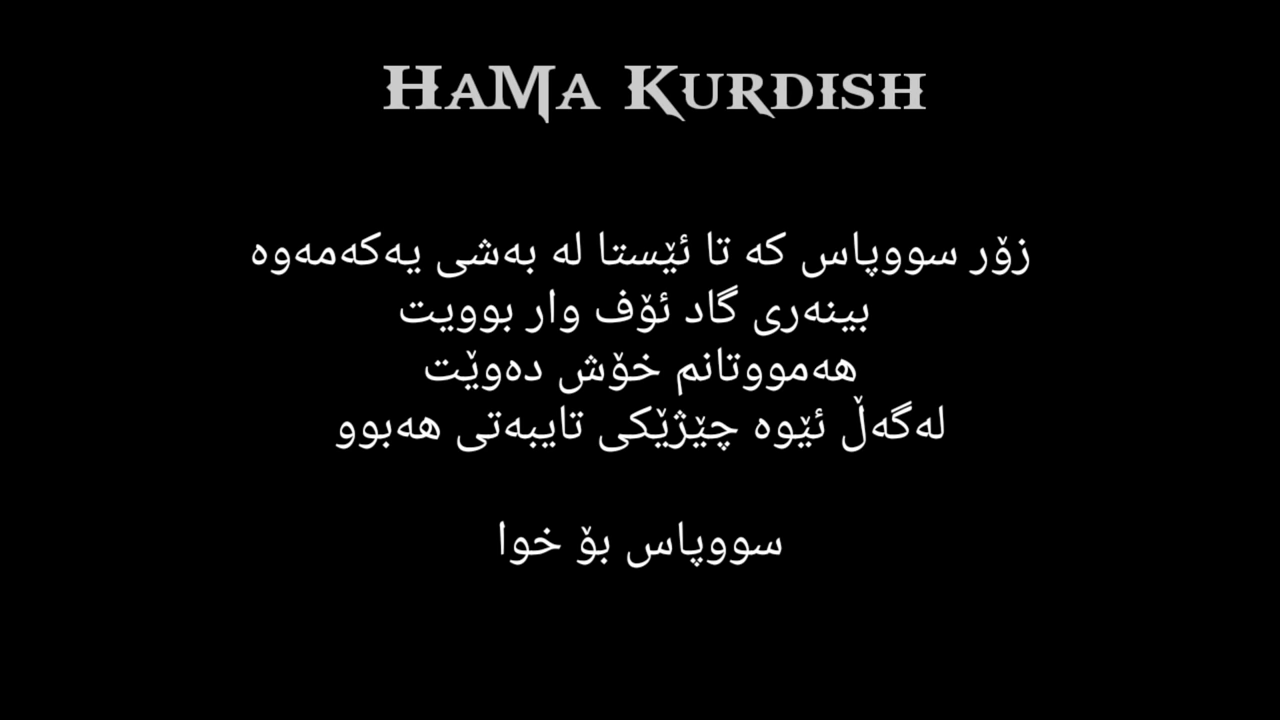 HaMa Kurdish
زۆر سووپاس کە تا ئێستا لە بەشی یەکەمەوە
بینەری گاد ئۆف وار بوویت
هەمووتانم خۆش دەوێت
لەگەڵ ئێوە چێژێکی تایبەتی هەبوو
سووپاس بۆ خوا